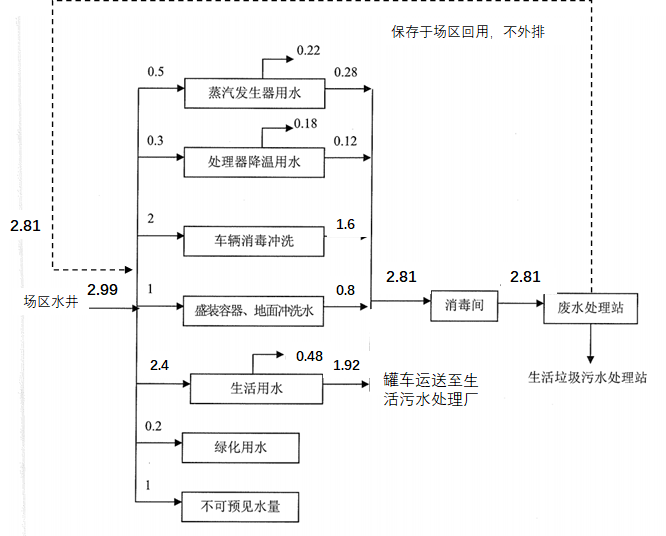 保存于场区回用，不外排
0.22
0.5
蒸汽发生器用水
0.28
0.18
0.3
处理器降温用水
0.12
2
车辆消毒冲洗
1.6
2.81
场区水井
2.99
1
盛装容器、地面冲洗水
0.8
2.81
消毒间
2.81
废水处理站
生活垃圾污水处理站
0.48
2.4
生活用水
1.92
罐车运送至生
活污水处理厂
0.2
绿化用水
1
不可预见水量